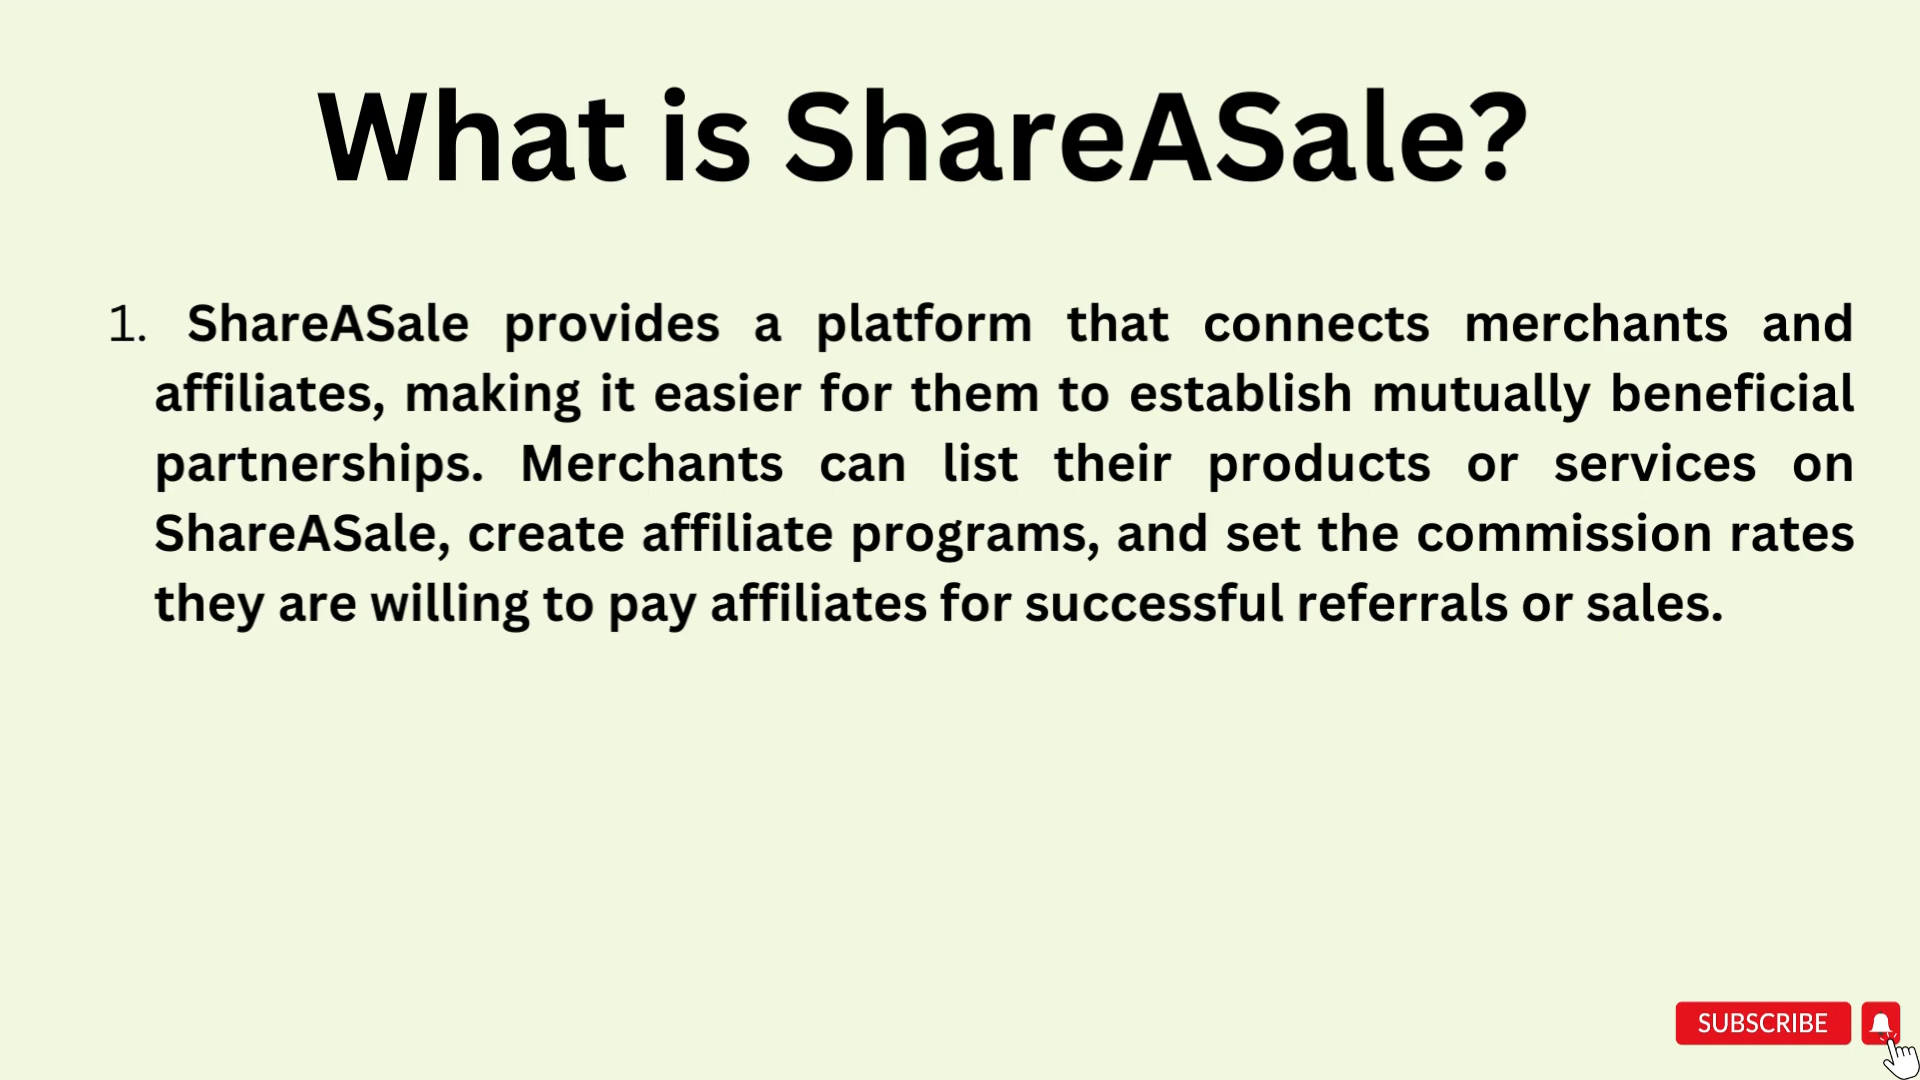 What is ShareASale?
1. ShareASale provides a platform that connects merchants and
affiliates, making it easier for them to establish mutually beneficial
partnerships. Merchants can list their products or services on
ShareASale, create affiliate programs, and set the commission rates
they are willing to pay affiliates for successful referrals or sales.
SUBSCRIBE